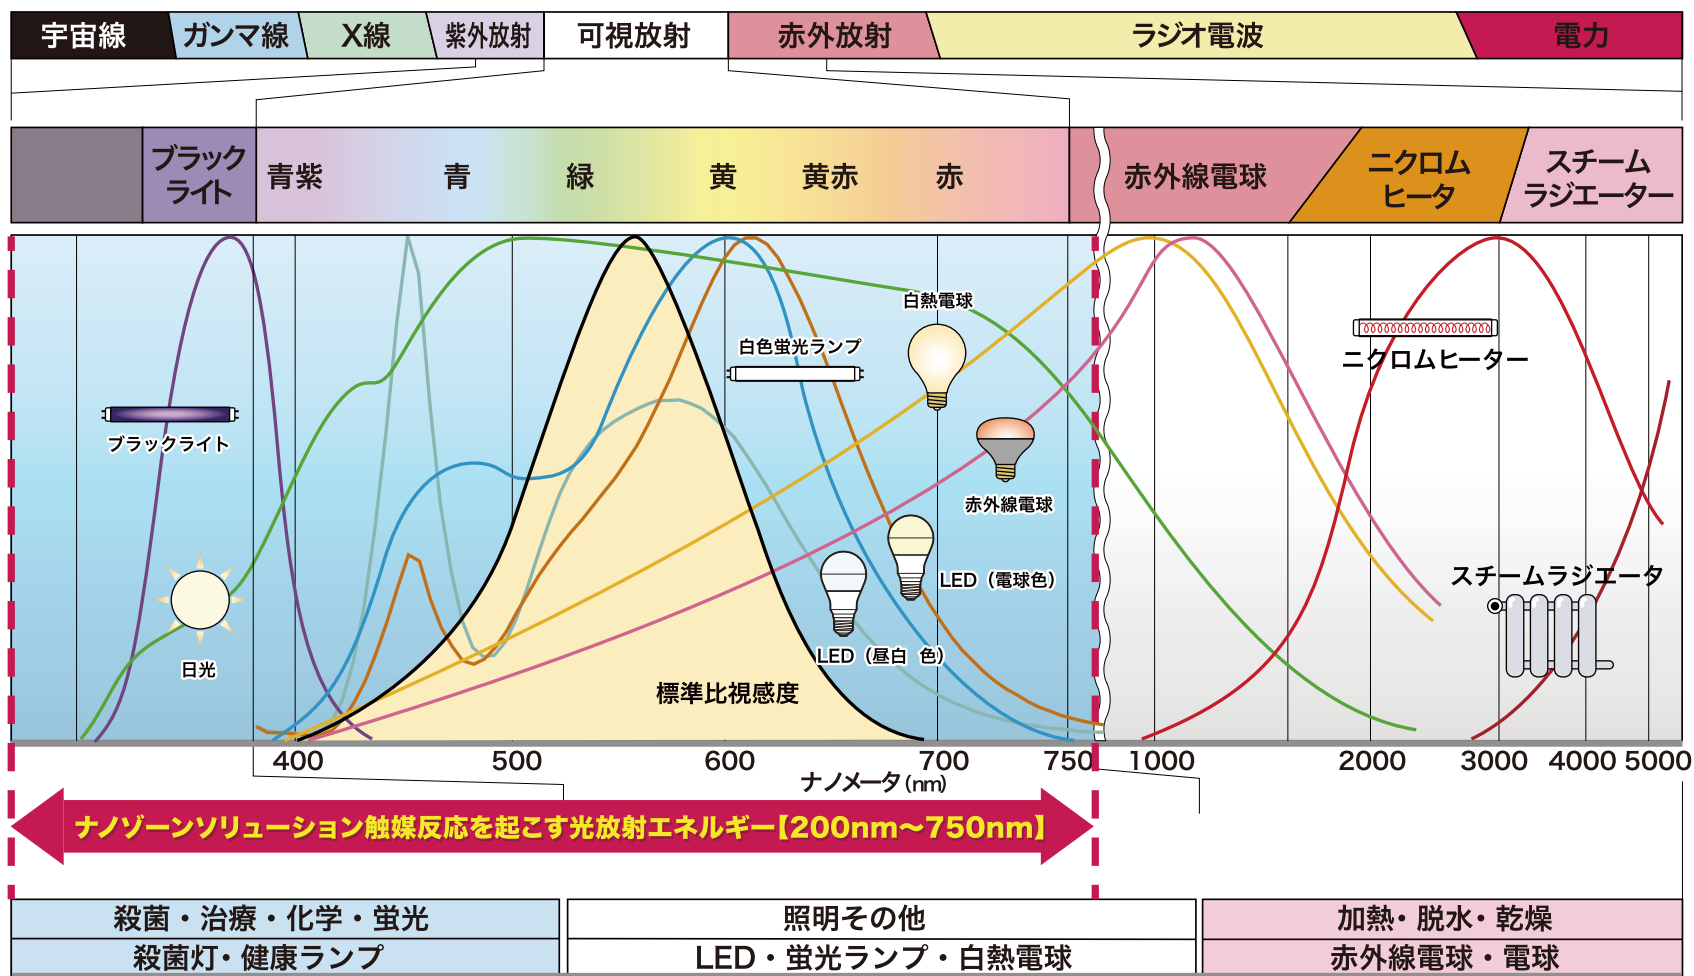 宇宙線 ガンマ線 X線 紫外放射 可視放射 赤外放射 ラジオ電波 電力
ブラック
ライト
青紫 青 緑 黄 黄赤 赤
赤外線電球
ニクロム
ヒータ
スチーム
ラジエーター
白熱電球
白色蛍光ランプ
ニクロムヒーター
ブラックライト
赤外線電球
LED（電球色）
スチームラジエータ
LED（昼白 色）
日光
標準比視感度
400 500 600 700 750 1000 2000 3000 4000 5000
ナノメータ(nm)
ナノゾーンソリューション触媒反応を起こす光放射エネルギー【200nm～750nm】
殺菌・治療・化学・蛍光
殺菌灯・健康ランプ
照明その他
LED・蛍光ランプ・白熱電球
加熱・脱水・乾燥
赤外線電球・電球